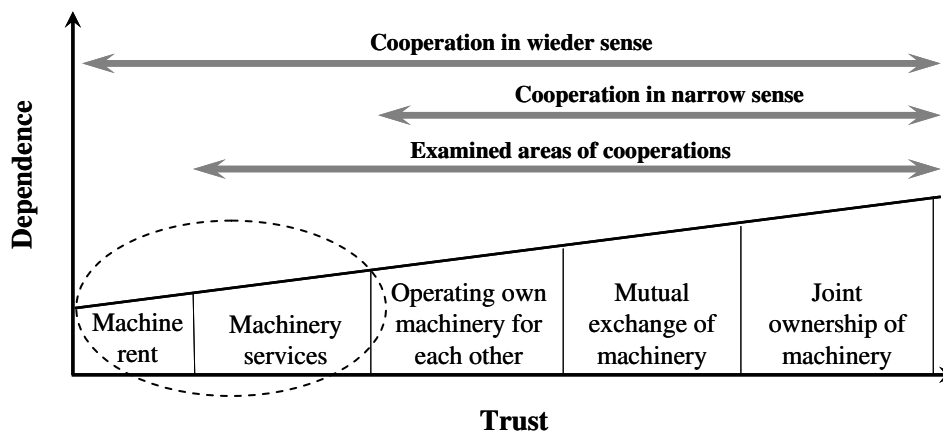 Cooperation in wieder sense
Cooperation in narrow sense
Examined areas of cooperations
Dependence
Machine
rent
Machinery
services
Operating own
machinery for
each other
Mutual
exchange of
machinery
Joint
ownership of
machinery
Trust